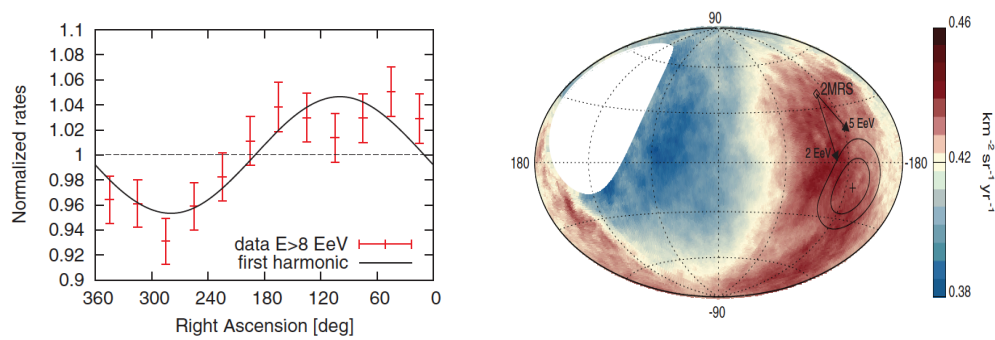 1.1
1.08
1.06
1.04
1.02
1
0.98
0.96
0.94
0.92
0.9
Normalized rates
data E>8 EeV
first harmonic
360 300 240 180 120 60 0
Right Ascension [deg]
90
180
-180
-90
2MRS
5 EeV
2 EeV
0.46
0.42
0.38
km⁻² sr⁻¹ yr⁻¹